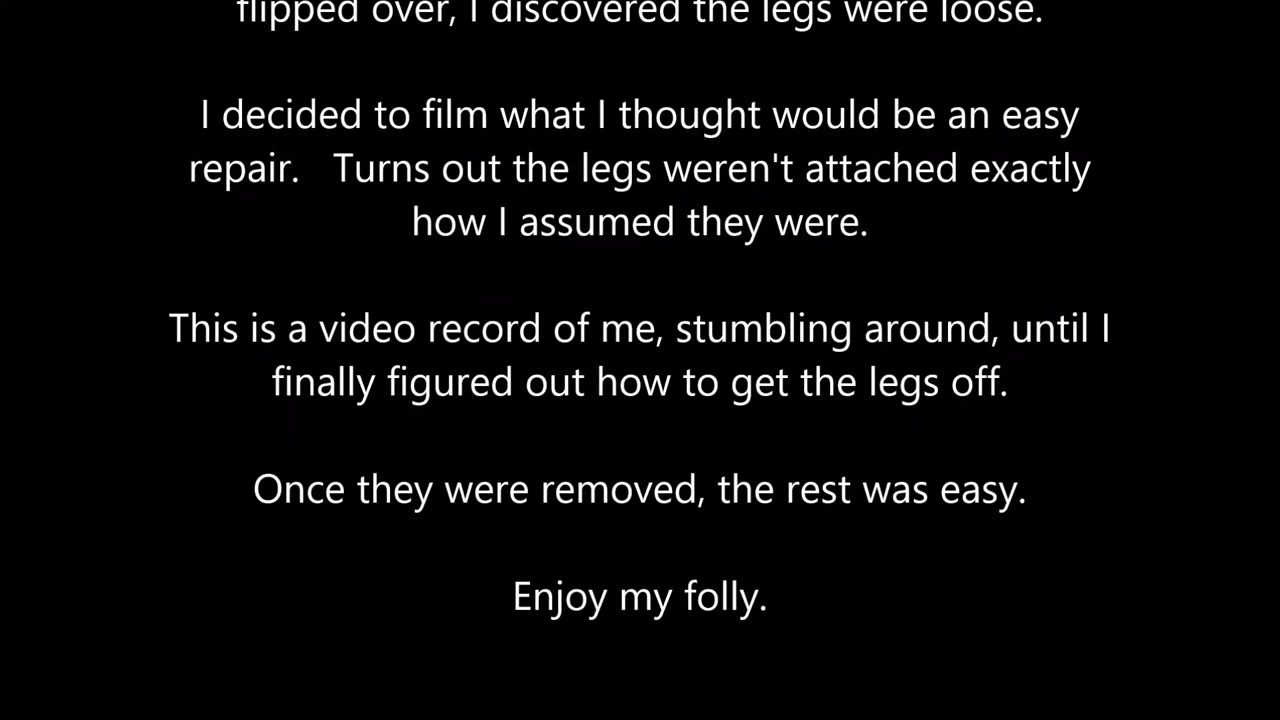 flipped over, I discovered the legs were loose.
I decided to film what I thought would be an easy
repair.   Turns out the legs weren't attached exactly
how I assumed they were.
This is a video record of me, stumbling around, until I
finally figured out how to get the legs off.
Once they were removed, the rest was easy.
Enjoy my folly.